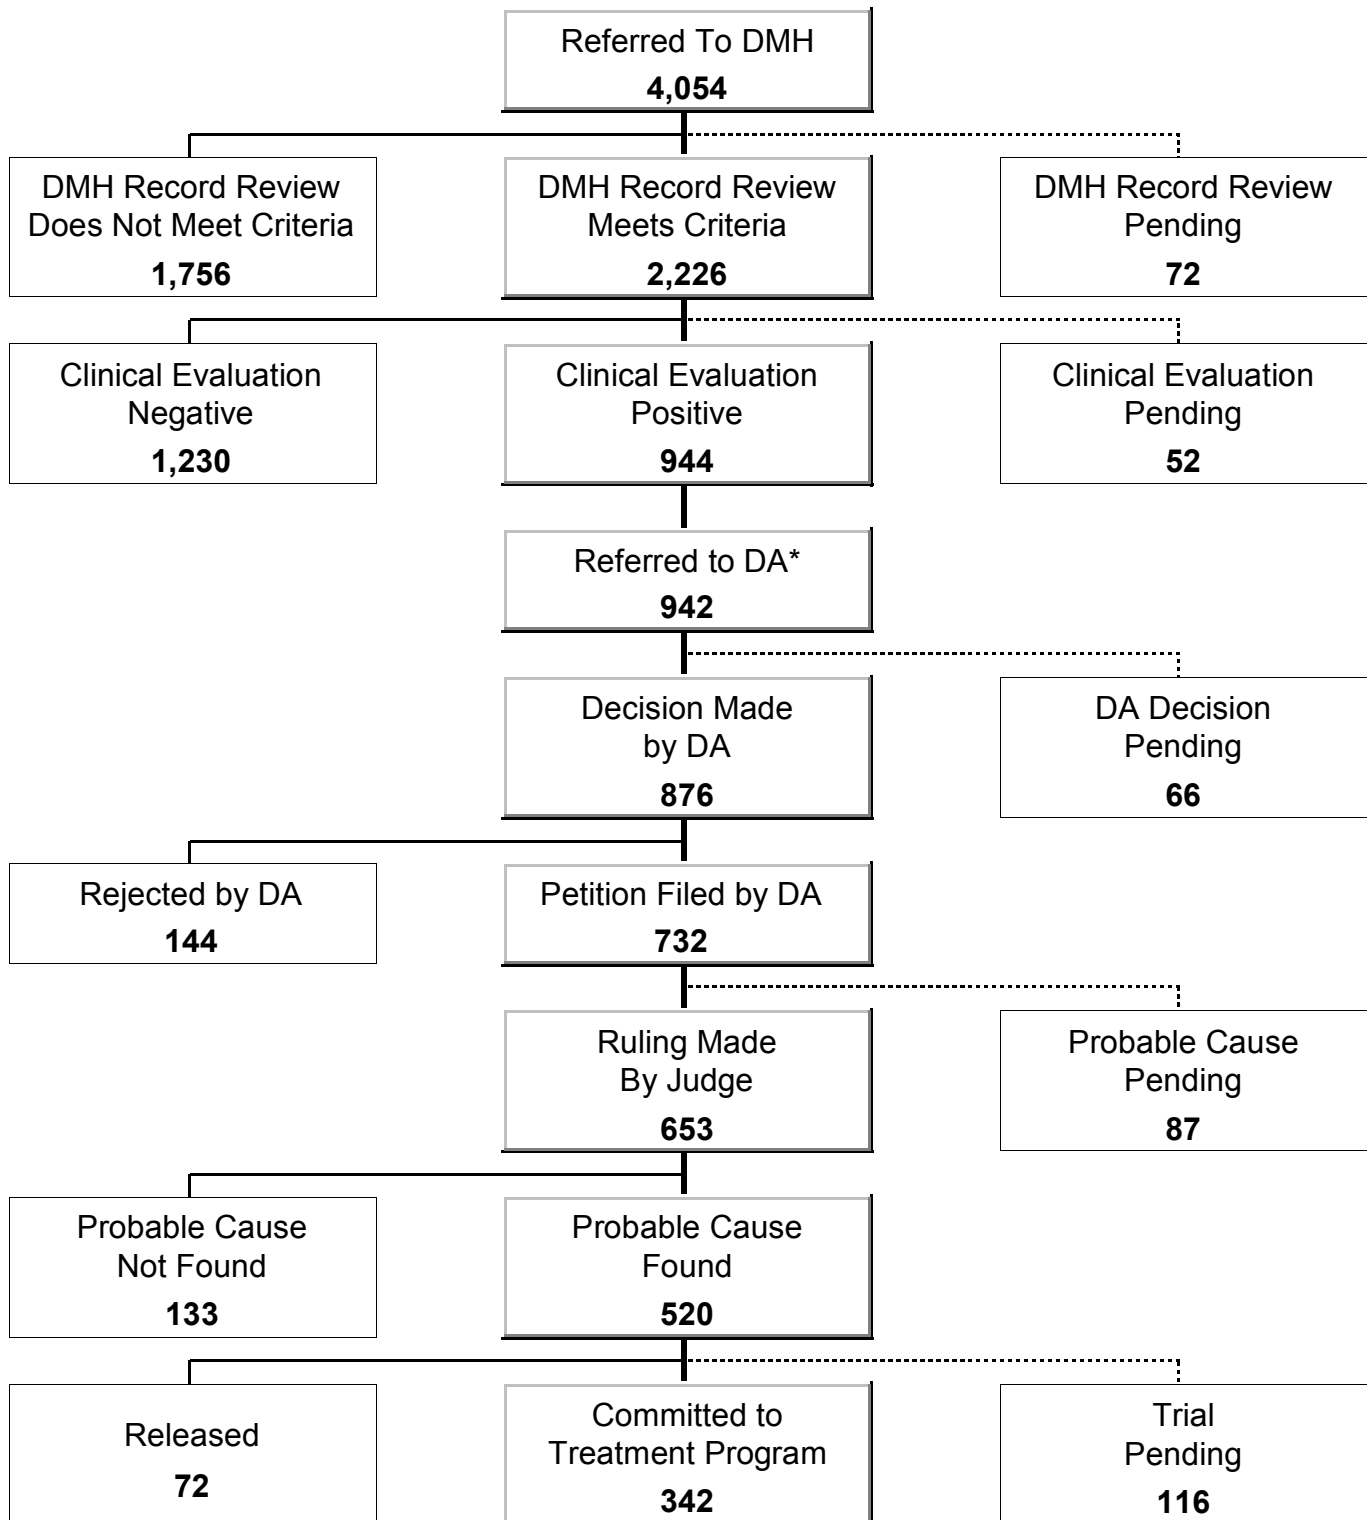 Referred To DMH
4,054
DMH Record Review
Does Not Meet Criteria
1,756
DMH Record Review
Meets Criteria
2,226
DMH Record Review
Pending
72
Clinical Evaluation
Negative
1,230
Clinical Evaluation
Positive
944
Clinical Evaluation
Pending
52
Referred to DA*
942
Decision Made
by DA
876
DA Decision
Pending
66
Rejected by DA
144
Petition Filed by DA
732
Ruling Made
By Judge
653
Probable Cause
Pending
87
Probable Cause
Not Found
133
Probable Cause
Found
520
Released
72
Committed to
Treatment Program
342
Trial
Pending
116